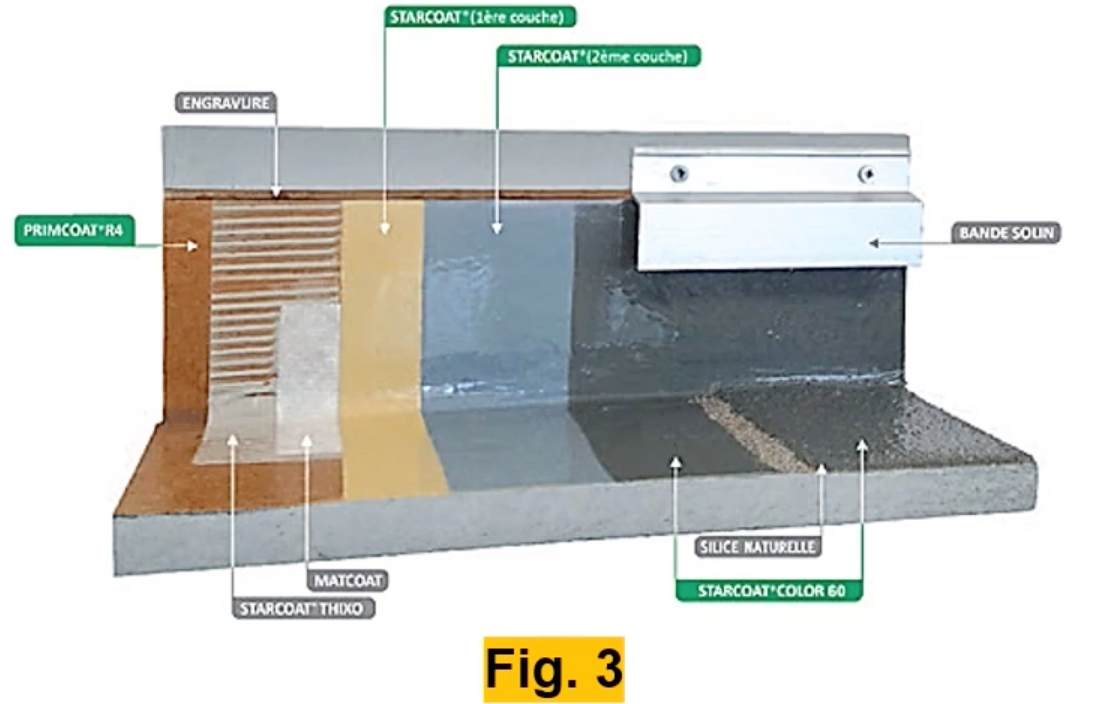 STARCOAT®(1ère couche)
STARCOAT®(2ème couche)
ENGRAVURE
PRIMCOAT®R4
BANDE SOLIN
SILICE NATURELLE
MATCOAT
STARCOAT® THIXO
STARCOAT®COLOR 60
Fig. 3